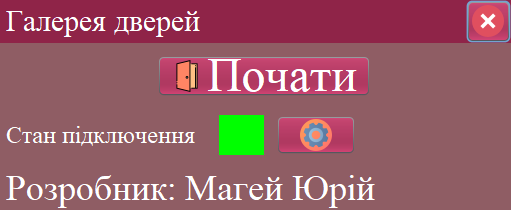 Галерея дверей
Почати
Стан підключення
Розробник: Магей Юрій